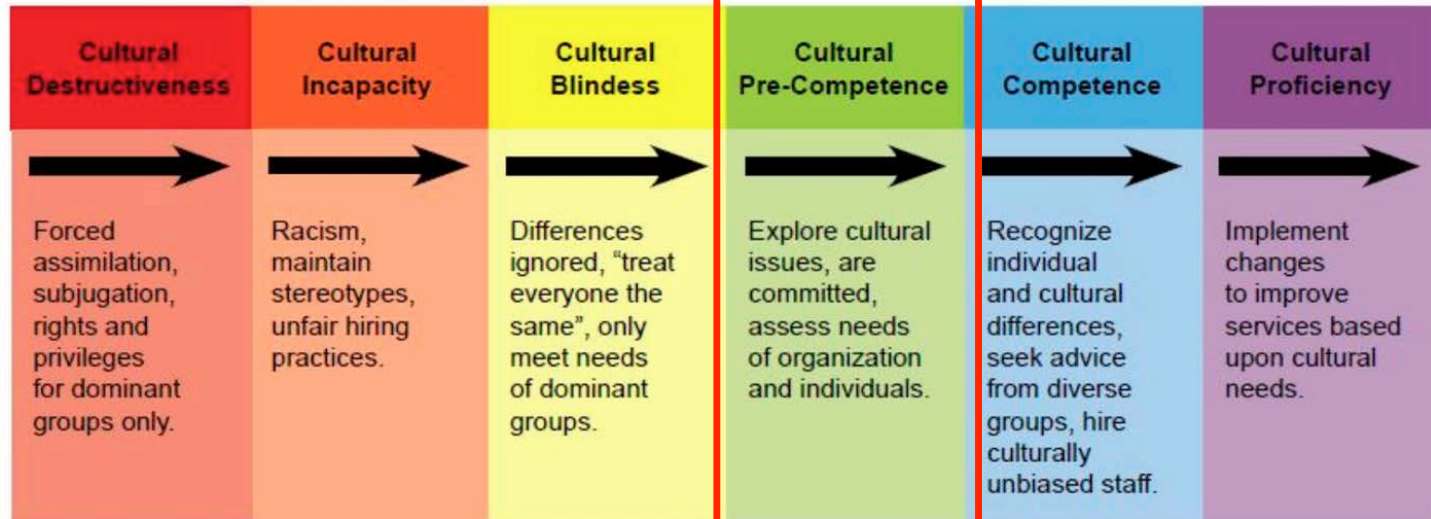 Cultural
Destructiveness
Cultural
Incapacity
Cultural
Blindess
Cultural
Pre-Competence
Cultural
Competence
Cultural
Proficiency
Forced
assimilation,
subjugation,
rights and
privileges
for dominant
groups only.
Racism,
maintain
stereotypes,
unfair hiring
practices.
Differences
ignored, “treat
everyone the
same”, only
meet needs
of dominant
groups.
Explore cultural
issues, are
committed,
assess needs
of organization
and individuals.
Recognize
individual
and cultural
differences,
seek advice
from diverse
groups, hire
culturally
unbiased staff.
Implement
changes
to improve
services based
upon cultural
needs.